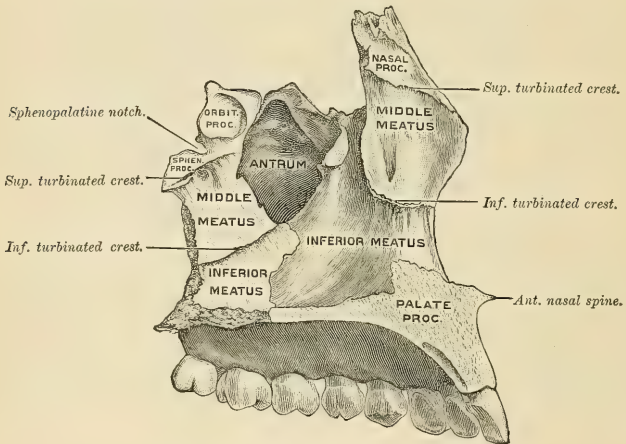 NASAL
PROC.
Sup. turbinated crest.
MIDDLE
MEATUS
Sphenopalatine notch.
ORBIT.
PROC.
SPHEN.
PROC.
ANTRUM
Sup. turbinated crest.
MIDDLE
MEATUS
Inf. turbinated crest.
Inf. turbinated crest.
INFERIOR MEATUS
INFERIOR
MEATUS
PALATE
PROC.
Ant. nasal spine.